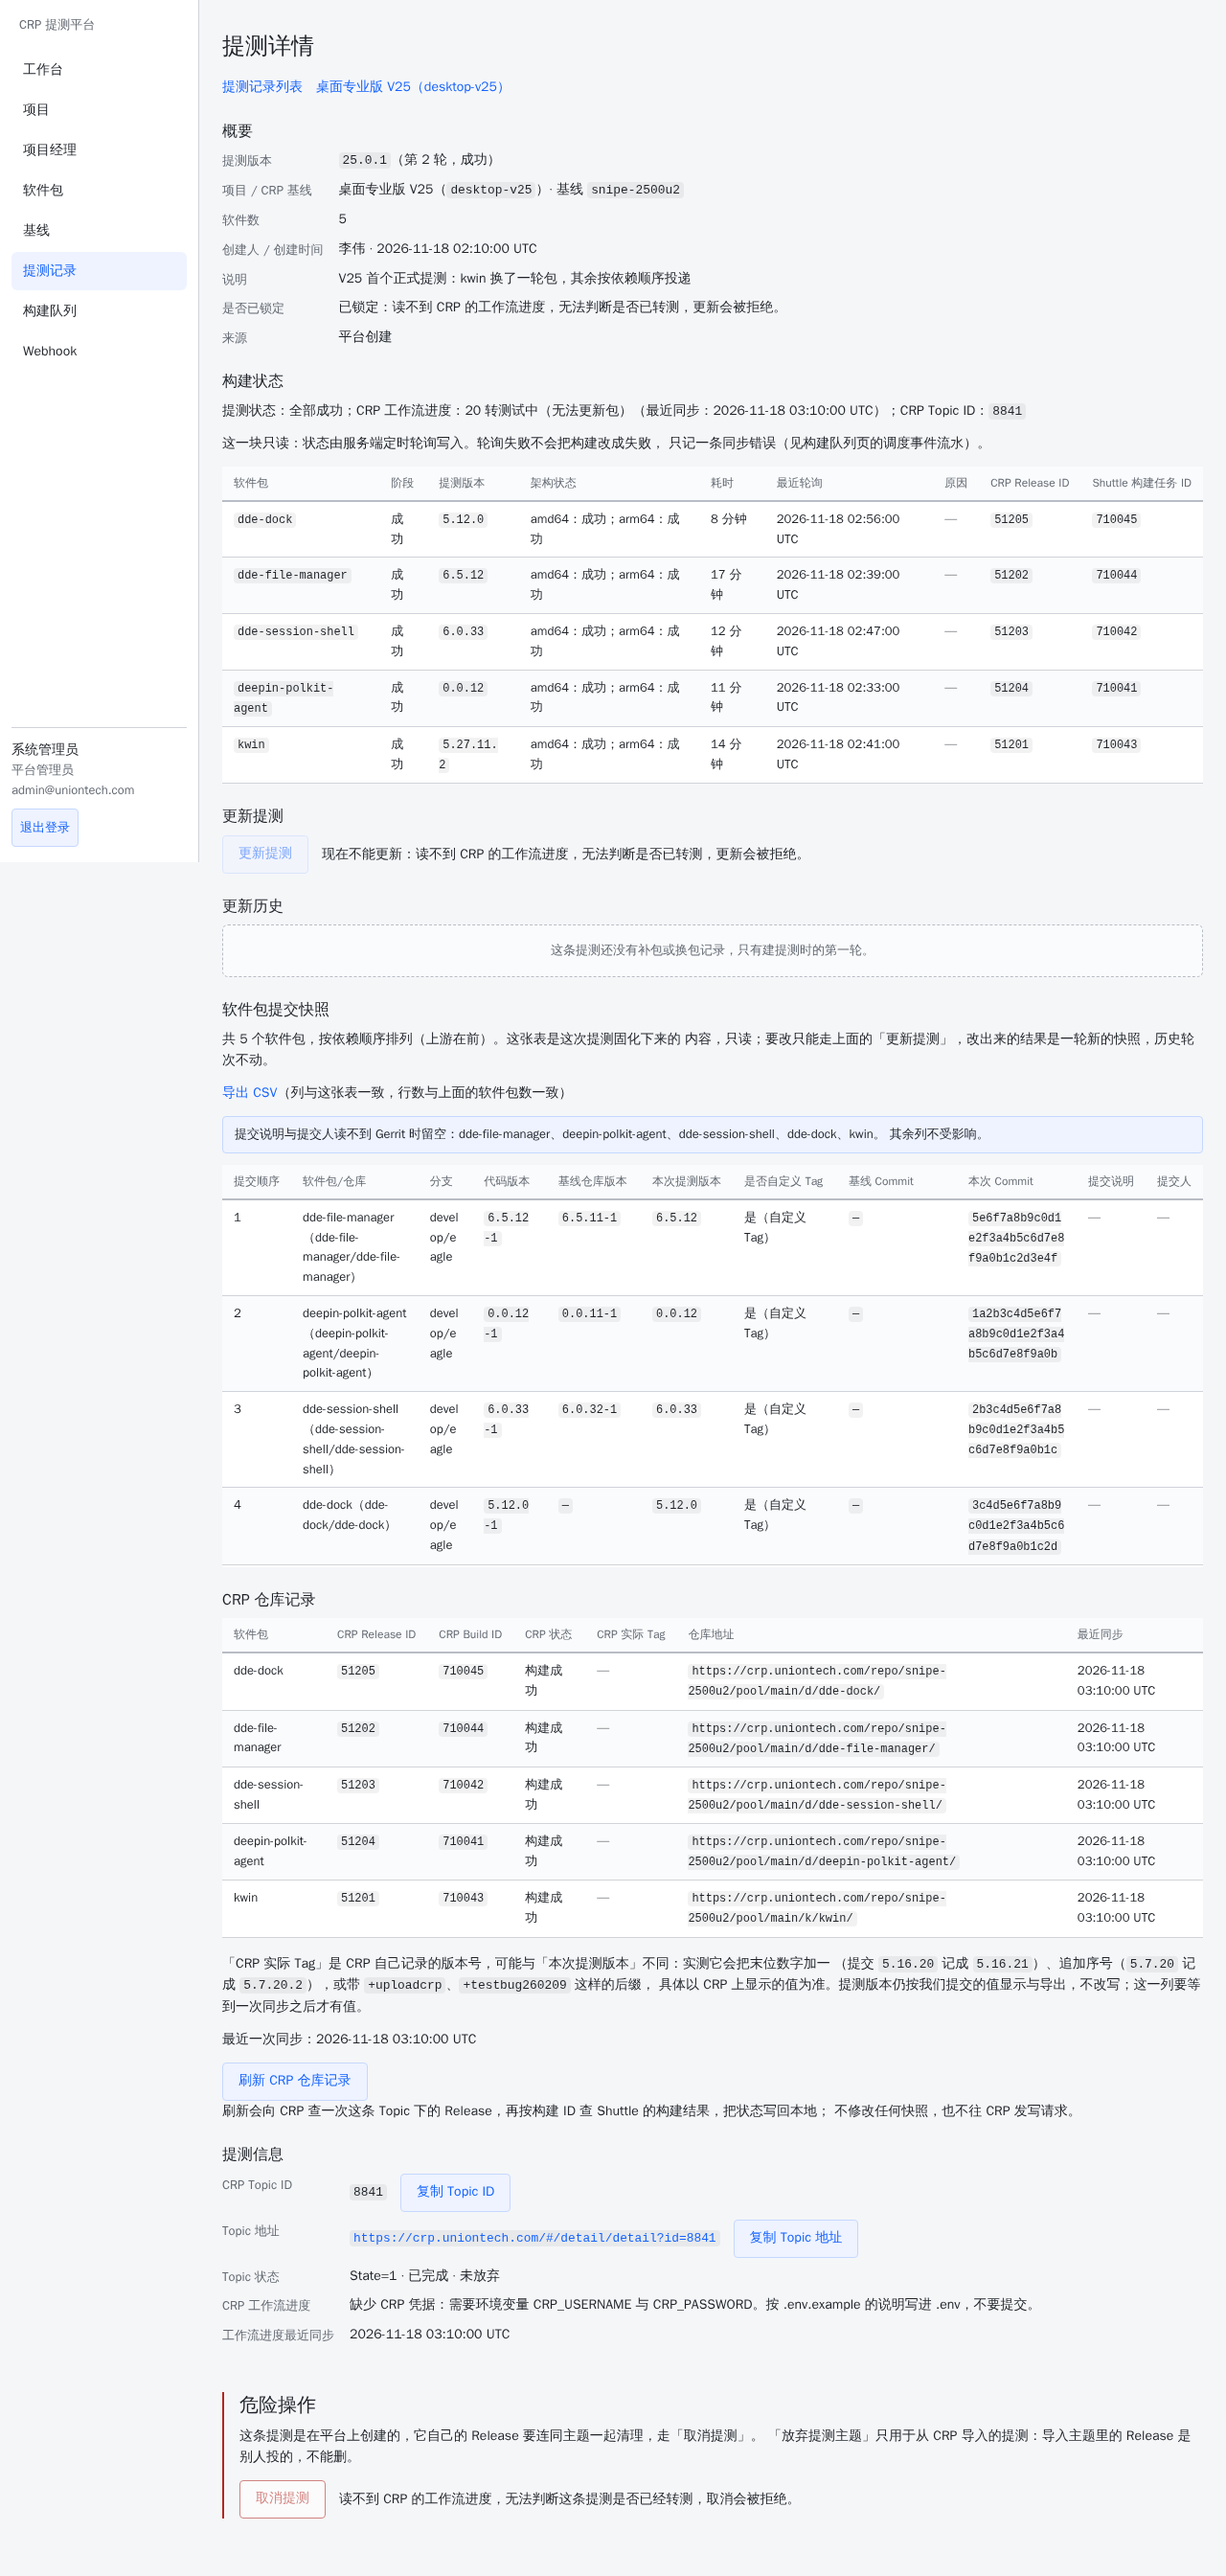 CRP 提测平台
工作台
项目
项目经理
软件包
基线
提测记录
构建队列
Webhook
系统管理员
平台管理员
admin@uniontech.com
退出登录
提测详情
提测记录列表 桌面专业版 V25（desktop-v25）
概要
提测版本 25.0.1（第 2 轮，成功）
项目 / CRP 基线 桌面专业版 V25（desktop-v25）· 基线 snipe-2500u2
软件数 5
创建人 / 创建时间 李伟 · 2026-11-18 02:10:00 UTC
说明 V25 首个正式提测：kwin 换了一轮包，其余按依赖顺序投递
是否已锁定 已锁定：读不到 CRP 的工作流进度，无法判断是否已转测，更新会被拒绝。
来源 平台创建
构建状态
提测状态：全部成功；CRP 工作流进度：20 转测试中（无法更新包）（最近同步：2026-11-18 03:10:00 UTC）；CRP Topic ID：8841
这一块只读：状态由服务端定时轮询写入。轮询失败不会把构建改成失败， 只记一条同步错误（见构建队列页的调度事件流水）。
软件包 阶段 提测版本 架构状态 耗时 最近轮询 原因 CRP Release ID Shuttle 构建任务 ID
dde-dock 成 5.12.0 amd64：成功；arm64：成 8 分钟 2026-11-18 02:56:00 — 51205 710045
功 功 UTC
dde-file-manager 成 6.5.12 amd64：成功；arm64：成 17 分 2026-11-18 02:39:00 — 51202 710044
功 功 钟 UTC
dde-session-shell 成 6.0.33 amd64：成功；arm64：成 12 分 2026-11-18 02:47:00 — 51203 710042
功 功 钟 UTC
deepin-polkit- 成 0.0.12 amd64：成功；arm64：成 11 分 2026-11-18 02:33:00 — 51204 710041
agent 功 功 钟 UTC
kwin 成 5.27.11. amd64：成功；arm64：成 14 分 2026-11-18 02:41:00 — 51201 710043
功 2 功 钟 UTC
更新提测
更新提测 现在不能更新：读不到 CRP 的工作流进度，无法判断是否已转测，更新会被拒绝。
更新历史
这条提测还没有补包或换包记录，只有建提测时的第一轮。
软件包提交快照
共 5 个软件包，按依赖顺序排列（上游在前）。这张表是这次提测固化下来的 内容，只读；要改只能走上面的「更新提测」，改出来的结果是一轮新的快照，历史轮
次不动。
导出 CSV（列与这张表一致，行数与上面的软件包数一致）
提交说明与提交人读不到 Gerrit 时留空：dde-file-manager、deepin-polkit-agent、dde-session-shell、dde-dock、kwin。 其余列不受影响。
提交顺序 软件包/仓库 分支 代码版本 基线仓库版本 本次提测版本 是否自定义 Tag 基线 Commit 本次 Commit 提交说明 提交人
1 dde-file-manager devel 6.5.12 6.5.11-1 6.5.12 是（自定义 — 5e6f7a8b9c0d1 — —
（dde-file- op/e -1 Tag） e2f3a4b5c6d7e8
manager/dde-file- agle f9a0b1c2d3e4f
manager）
2 deepin-polkit-agent devel 0.0.12 0.0.11-1 0.0.12 是（自定义 — 1a2b3c4d5e6f7 — —
（deepin-polkit- op/e -1 Tag） a8b9c0d1e2f3a4
agent/deepin- agle b5c6d7e8f9a0b
polkit-agent）
3 dde-session-shell devel 6.0.33 6.0.32-1 6.0.33 是（自定义 — 2b3c4d5e6f7a8 — —
（dde-session- op/e -1 Tag） b9c0d1e2f3a4b5
shell/dde-session- agle c6d7e8f9a0b1c
shell）
4 dde-dock（dde- devel 5.12.0 — 5.12.0 是（自定义 — 3c4d5e6f7a8b9 — —
dock/dde-dock） op/e -1 Tag） c0d1e2f3a4b5c6
agle d7e8f9a0b1c2d
CRP 仓库记录
软件包 CRP Release ID CRP Build ID CRP 状态 CRP 实际 Tag 仓库地址 最近同步
dde-dock 51205 710045 构建成 — https://crp.uniontech.com/repo/snipe- 2026-11-18
功 2500u2/pool/main/d/dde-dock/ 03:10:00 UTC
dde-file- 51202 710044 构建成 — https://crp.uniontech.com/repo/snipe- 2026-11-18
manager 功 2500u2/pool/main/d/dde-file-manager/ 03:10:00 UTC
dde-session- 51203 710042 构建成 — https://crp.uniontech.com/repo/snipe- 2026-11-18
shell 功 2500u2/pool/main/d/dde-session-shell/ 03:10:00 UTC
deepin-polkit- 51204 710041 构建成 — https://crp.uniontech.com/repo/snipe- 2026-11-18
agent 功 2500u2/pool/main/d/deepin-polkit-agent/ 03:10:00 UTC
kwin 51201 710043 构建成 — https://crp.uniontech.com/repo/snipe- 2026-11-18
功 2500u2/pool/main/k/kwin/ 03:10:00 UTC
「CRP 实际 Tag」是 CRP 自己记录的版本号，可能与「本次提测版本」不同：实测它会把末位数字加一 （提交 5.16.20 记成 5.16.21）、追加序号（5.7.20 记
成 5.7.20.2），或带 +uploadcrp、+testbug260209 这样的后缀， 具体以 CRP 上显示的值为准。提测版本仍按我们提交的值显示与导出，不改写；这一列要等
到一次同步之后才有值。
最近一次同步：2026-11-18 03:10:00 UTC
刷新 CRP 仓库记录
刷新会向 CRP 查一次这条 Topic 下的 Release，再按构建 ID 查 Shuttle 的构建结果，把状态写回本地； 不修改任何快照，也不往 CRP 发写请求。
提测信息
CRP Topic ID 8841 复制 Topic ID
Topic 地址 https://crp.uniontech.com/#/detail/detail?id=8841 复制 Topic 地址
Topic 状态 State=1 · 已完成 · 未放弃
CRP 工作流进度 缺少 CRP 凭据：需要环境变量 CRP_USERNAME 与 CRP_PASSWORD。按 .env.example 的说明写进 .env，不要提交。
工作流进度最近同步 2026-11-18 03:10:00 UTC
危险操作
这条提测是在平台上创建的，它自己的 Release 要连同主题一起清理，走「取消提测」。 「放弃提测主题」只用于从 CRP 导入的提测：导入主题里的 Release 是
别人投的，不能删。
取消提测 读不到 CRP 的工作流进度，无法判断这条提测是否已经转测，取消会被拒绝。